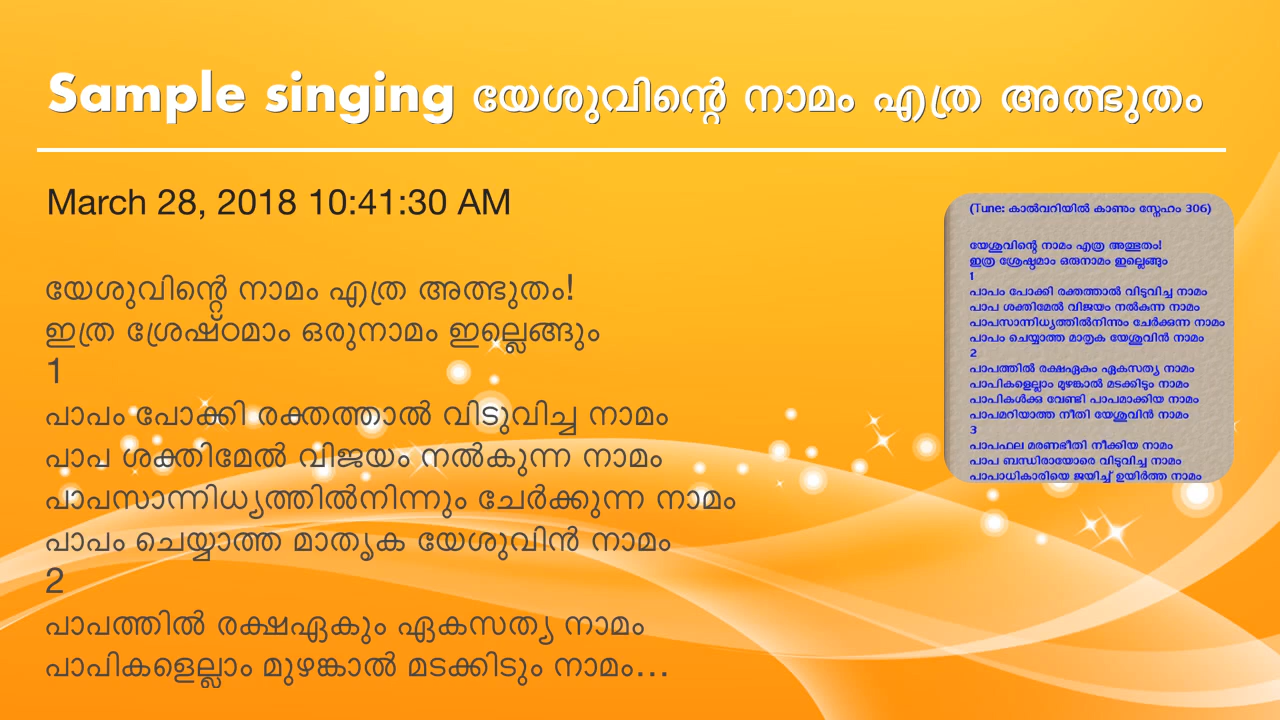 Sample singing യേശുവിന്റെ നാമം എത്ര അത്ഭുതം
March 28, 2018 10:41:30 AM
യേശുവിന്റെ നാമം എത്ര അത്ഭുതം!
ഇത്ര ശ്രേഷ്ഠമാം ഒരുനാമം ഇല്ലെങ്ങും
1
പാപം പോക്കി രക്തത്താൽ വിടുവിച്ച നാമം
പാപ ശക്തിമേൽ വിജയം നൽകുന്ന നാമം
പാപസാന്നിധ്യത്തിൽനിന്നും ചേർക്കുന്ന നാമം
പാപം ചെയ്യാത്ത മാതൃക യേശുവിൻ നാമം
2
പാപത്തിൽ രക്ഷഏകും ഏകസത്യ നാമം
പാപികളെല്ലാം മുഴങ്കാൽ മടക്കിടും നാമം...
(Tune: കാൽവറിയിൽ കാണും സ്നേഹം 306)
യേശുവിന്റെ നാമം എത്ര അത്ഭുതം!
ഇത്ര ശ്രേഷ്ഠമാം ഒരുനാമം ഇല്ലെങ്ങും
1
പാപം പോക്കി രക്തത്താൽ വിടുവിച്ച നാമം
പാപ ശക്തിമേൽ വിജയം നൽകുന്ന നാമം
പാപസാന്നിധ്യത്തിൽനിന്നും ചേർക്കുന്ന നാമം
പാപം ചെയ്യാത്ത മാതൃക യേശുവിൻ നാമം
2
പാപത്തിൽ രക്ഷഏകും ഏകസത്യ നാമം
പാപികളെല്ലാം മുഴങ്കാൽ മടക്കിടും നാമം
പാപികൾക്കു വേണ്ടി പാപമാക്കിയ നാമം
പാപമറിയാത്ത നീതി യേശുവിൻ നാമം
3
പാപഫല മരണഭീതി നീക്കിയ നാമം
പാപ ബന്ധിരായോരെ വിടുവിച്ച നാമം
പാപാധികാരിയെ ജയിച്ച് ഉയിർത്ത നാമം